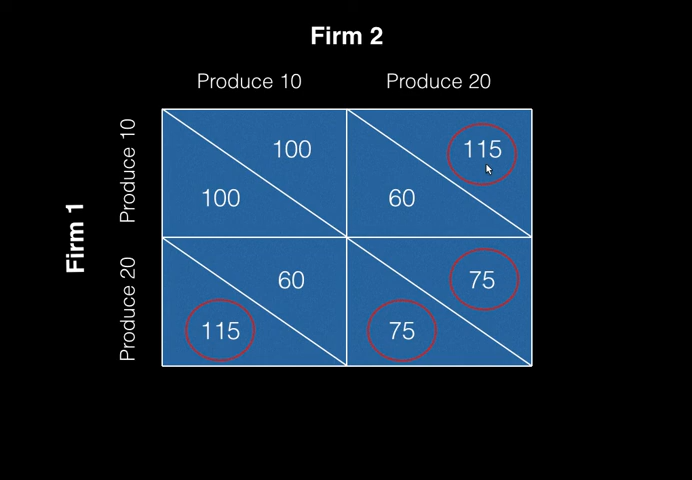 Firm 2
Produce 10 Produce 20
Firm 1
Produce 10
100 115
100 60
Produce 20
60 75
115 75